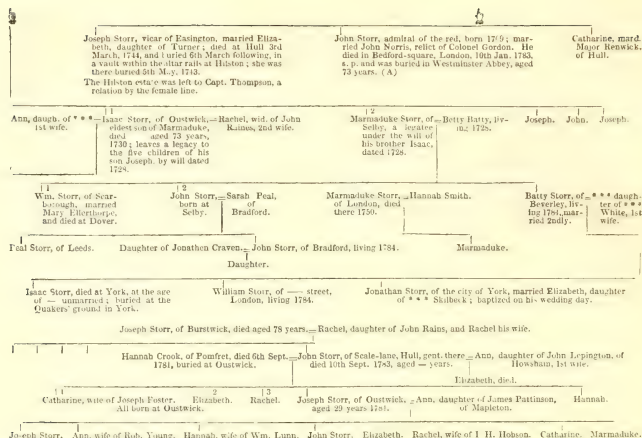 Joseph Storr, vicar of Easington, married Eliza-
beth, daughter of Turner; died at Hull 3rd
March, 1744, and buried 6th March following, in
a vault within the altar rails at Hilston; she was
there buried 5th May, 1743.
The Hilston estate was left to Capt. Thompson, a
relation by the female line.
John Storr, admiral of the red, born 1709; mar-
ried John Norris, relict of Colonel Gordon. He
died in Bedford-square, London, 10th Jan. 1783,
s. p. and was buried in Westminster Abbey, aged
73 years. (A)
Catharine, mard.
Major Renwick,
of Hull.
Ann, daugh. of * * *
1st wife.
1
Isaac Storr, of Oustwick,
eldest son of Marmaduke,
died aged 73 years,
1730; leaves a legacy to
the five children of his
son Joseph, by will dated
1728.
Rachel, wid. of John
Raines, 2nd wife.
2
Marmaduke Storr, of
Selby, a legatee
under the will of
his brother Isaac,
dated 1728.
Betty Batty, liv-
ing 1728.
Joseph.
John.
Joseph.
1
Wm. Storr, of Scar-
borough, married
Mary Ellerthorpe,
and died at Dover.
2
John Storr,
born at
Selby.
Sarah Peal,
of
Bradford.
Marmaduke Storr,
of London, died
there 1750.
Hannah Smith.
Batty Storr, of
Beverley, liv-
ing 1784, mar-
ried 2ndly.
* * * daugh-
ter of * * *
White, 1st
wife.
Peal Storr, of Leeds.
Daughter of Jonathen Craven.
John Storr, of Bradford, living 1784.
Marmaduke.
Daughter.
Isaac Storr, died at York, at the age
of — unmarried; buried at the
Quakers' ground in York.
William Storr, of —— street,
London, living 1784.
Jonathan Storr, of the city of York, married Elizabeth, daughter
of * * * Skilbeck; baptized on his wedding day.
Joseph Storr, of Burstwick, died aged 78 years.
Rachel, daughter of John Rains, and Rachel his wife.
Hannah Crook, of Pomfret, died 6th Sept.
1781, buried at Oustwick.
John Storr, of Scale-lane, Hull, gent. there
died 10th Sept. 1783, aged — years.
Ann, daughter of John Lepington, of
Howsham, 1st wife.
Elizabeth, died.
1
Catharine, wife of Joseph Foster.
2
Elizabeth.
3
Rachel.
All born at Oustwick.
Joseph Storr, of Oustwick,
aged 29 years 1784.
Ann, daughter of James Pattinson,
of Mapleton.
Hannah.
Joseph Storr.
Ann, wife of Rob. Young.
Hannah, wife of Wm. Lunn.
John Storr.
Elizabeth.
Rachel, wife of I. H. Hobson.
Catharine.
Marmaduke.